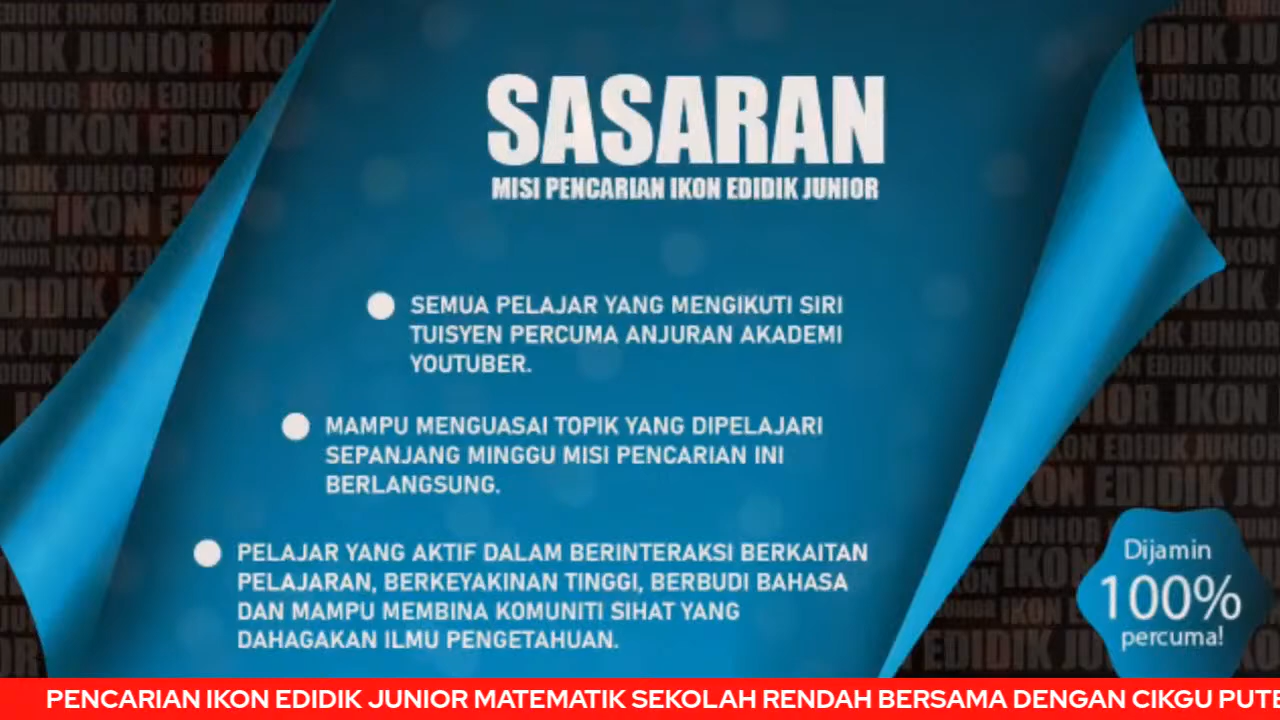 SASARAN
MISI PENCARIAN IKON EDIDIK JUNIOR
SEMUA PELAJAR YANG MENGIKUTI SIRI
TUISYEN PERCUMA ANJURAN AKADEMI
YOUTUBER.
MAMPU MENGUASAI TOPIK YANG DIPELAJARI
SEPANJANG MINGGU MISI PENCARIAN INI
BERLANGSUNG.
PELAJAR YANG AKTIF DALAM BERINTERAKSI BERKAITAN
PELAJARAN, BERKEYAKINAN TINGGI, BERBUDI BAHASA
DAN MAMPU MEMBINA KOMUNITI SIHAT YANG
DAHAGAKAN ILMU PENGETAHUAN.
Dijamin
100%
percuma!
PENCARIAN IKON EDIDIK JUNIOR MATEMATIK SEKOLAH RENDAH BERSAMA DENGAN CIKGU